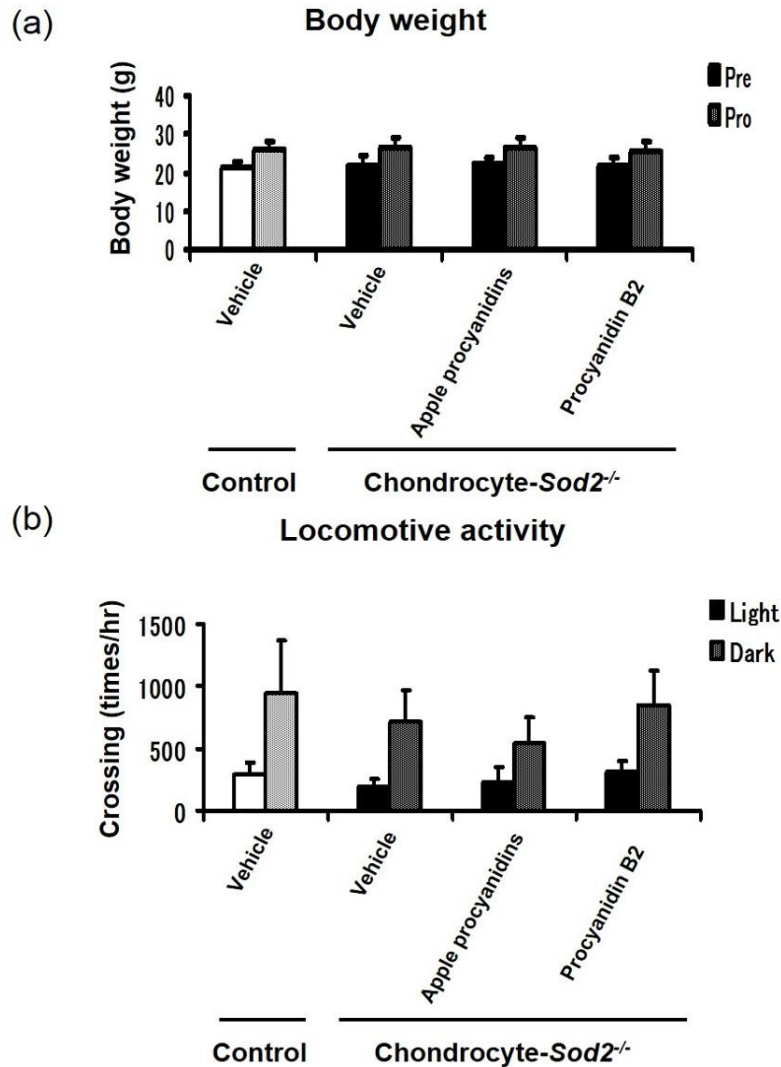 (a)
Body weight
Pre
Pro
Body weight (g)
40
30
20
10
0
Vehicle
Vehicle
Apple procyanidins
Procyanidin B2
Control
Chondrocyte-Sod2-/-
(b)
Locomotive activity
Light
Dark
Crossing (times/hr)
1500
1000
500
0
Vehicle
Vehicle
Apple procyanidins
Procyanidin B2
Control
Chondrocyte-Sod2-/-